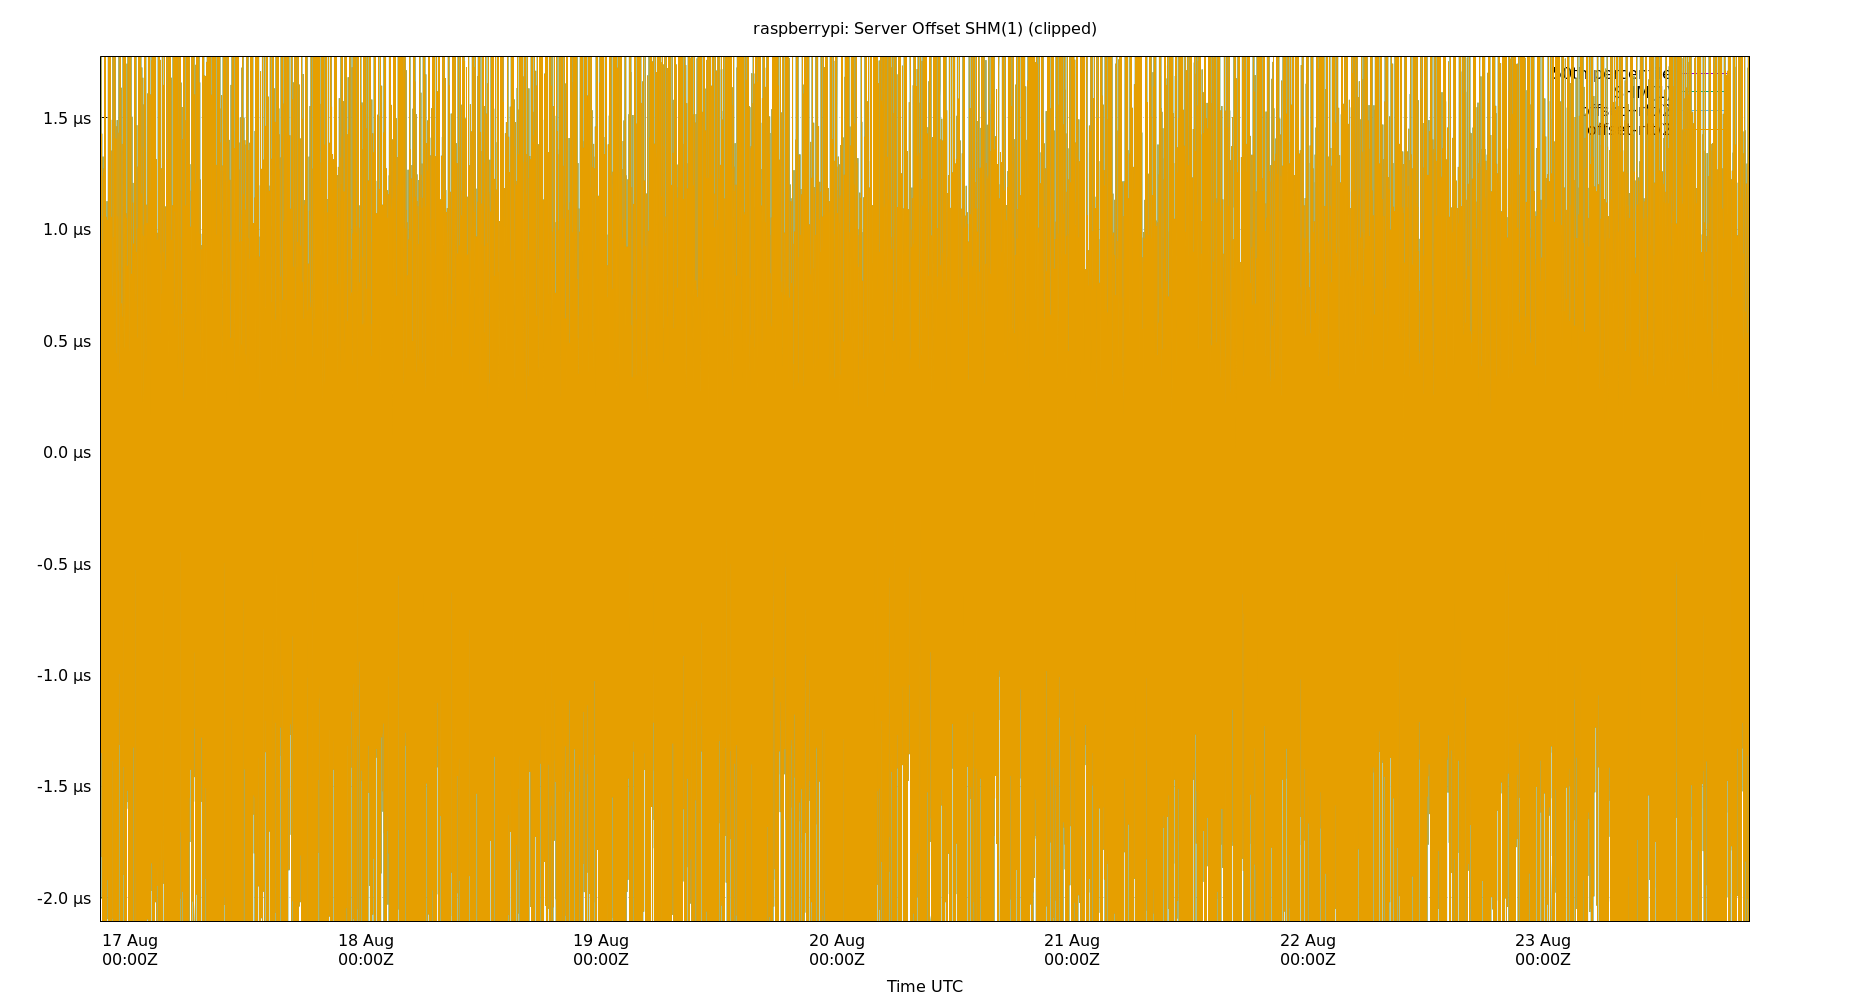 raspberrypi: Server Offset SHM(1) (clipped)
1.5 µs
1.0 µs
0.5 µs
0.0 µs
-0.5 µs
-1.0 µs
-1.5 µs
-2.0 µs
17 Aug 18 Aug 19 Aug 20 Aug 21 Aug 22 Aug 23 Aug
00:00Z 00:00Z 00:00Z 00:00Z 00:00Z 00:00Z 00:00Z
Time UTC